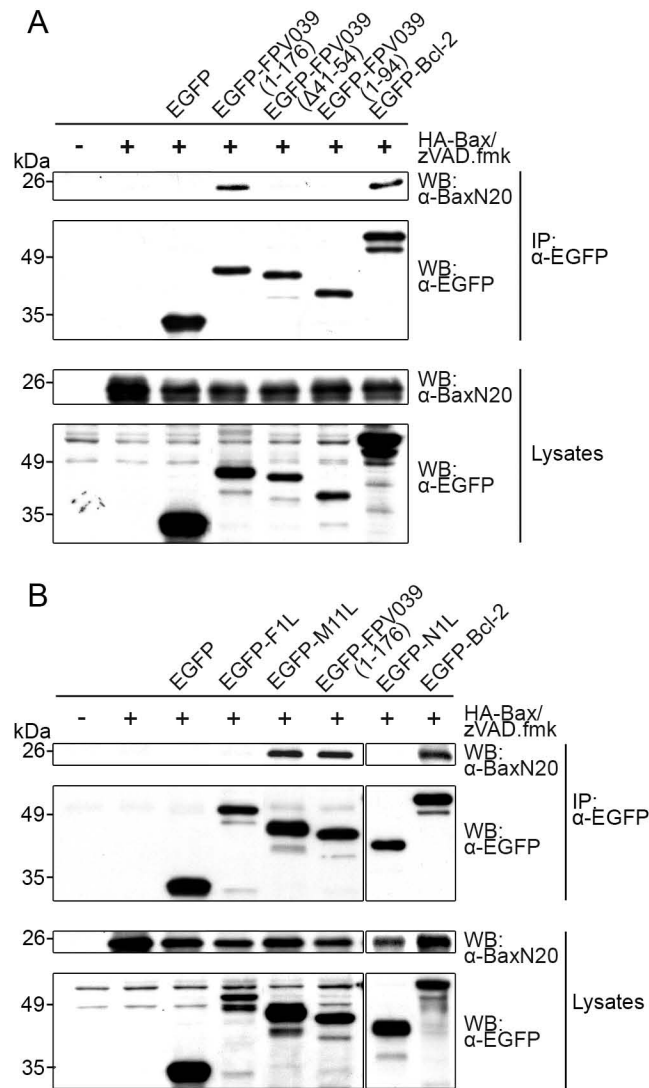 A
EGFP
EGFP-FPV039
(1-176)
EGFP-FPV039
(Δ41-54)
EGFP-FPV039
(1-94)
EGFP-Bcl-2
- + + + + + +
HA-Bax/
zVAD.fmk
kDa
26
WB:
α-BaxN20
49
35
WB:
α-EGFP
IP:
α-EGFP
26
WB:
α-BaxN20
49
35
WB:
α-EGFP
Lysates
B
EGFP
EGFP-F1L
EGFP-M11L
EGFP-FPV039
(1-176)
EGFP-N1L
EGFP-Bcl-2
- + + + + + + +
HA-Bax/
zVAD.fmk
kDa
26
WB:
α-BaxN20
49
35
WB:
α-EGFP
IP:
α-EGFP
26
WB:
α-BaxN20
49
35
WB:
α-EGFP
Lysates